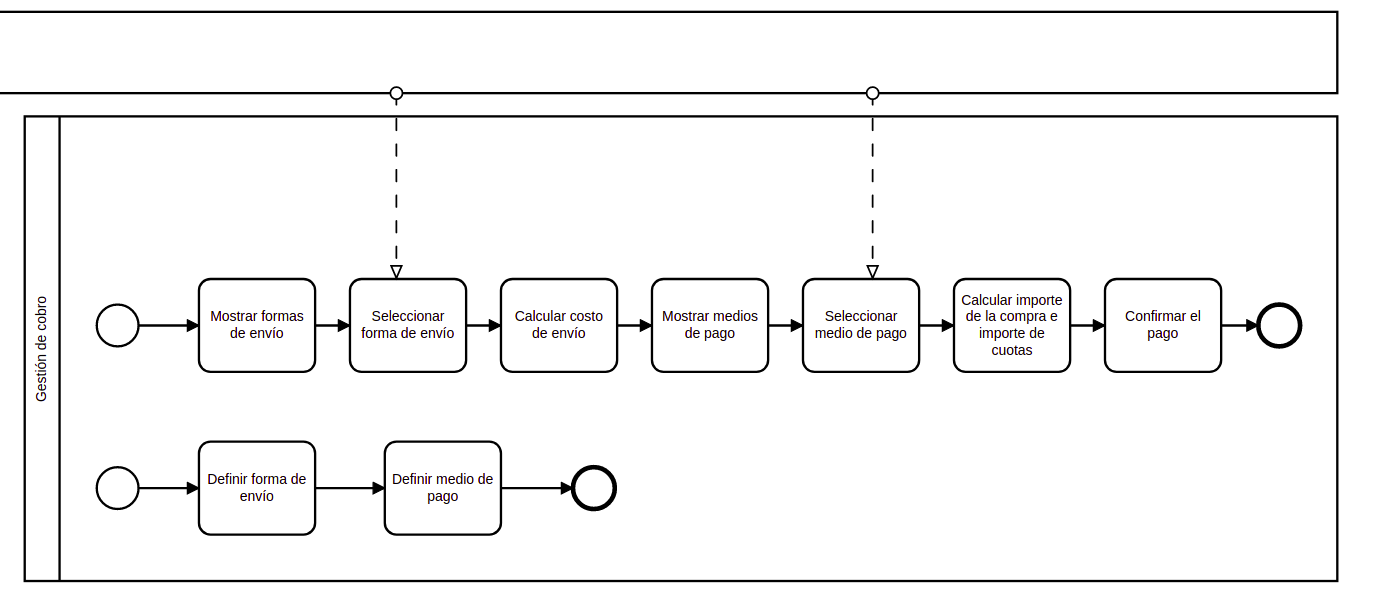 Gestión de cobro
Mostrar formas
de envío
Seleccionar
forma de envío
Calcular costo
de envío
Mostrar medios
de pago
Seleccionar
medio de pago
Calcular importe
de la compra e
importe de
cuotas
Confirmar el
pago
Definir forma de
envío
Definir medio de
pago